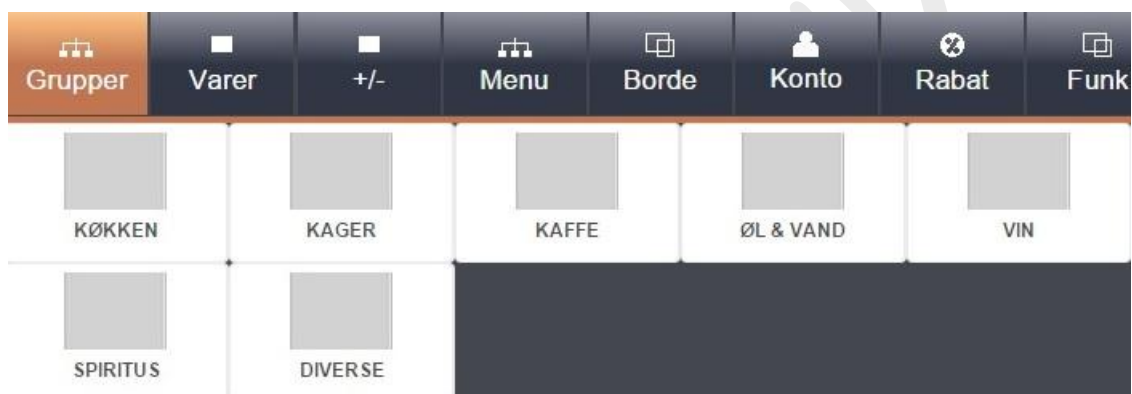 Grupper Varer +/- Menu Borde Konto Rabat Funk
KØKKEN KAGER KAFFE ØL & VAND VIN
SPIRITUS DIVERSE